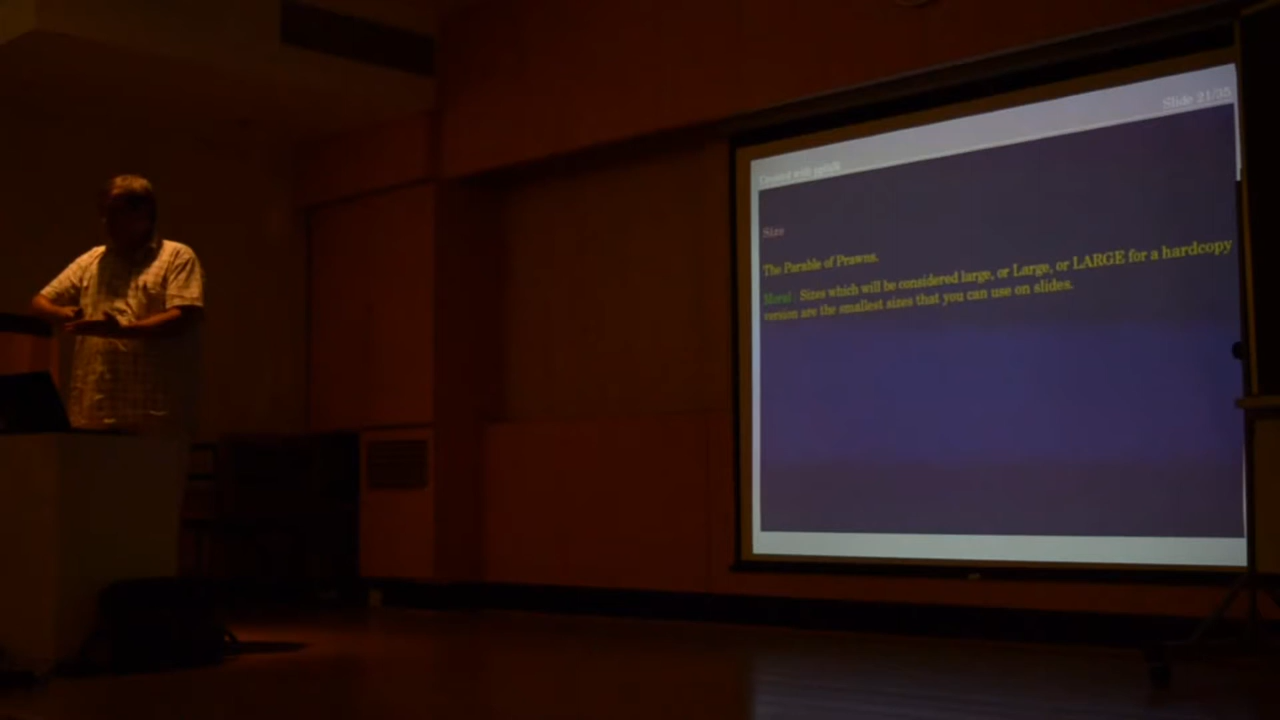 Slide 21/35
Created with pptalk
Size
The Parable of Prawns.
Moral Sizes which will be considered large, or Large, or LARGE for a hardcopy
version are the smallest sizes that you can use on slides.